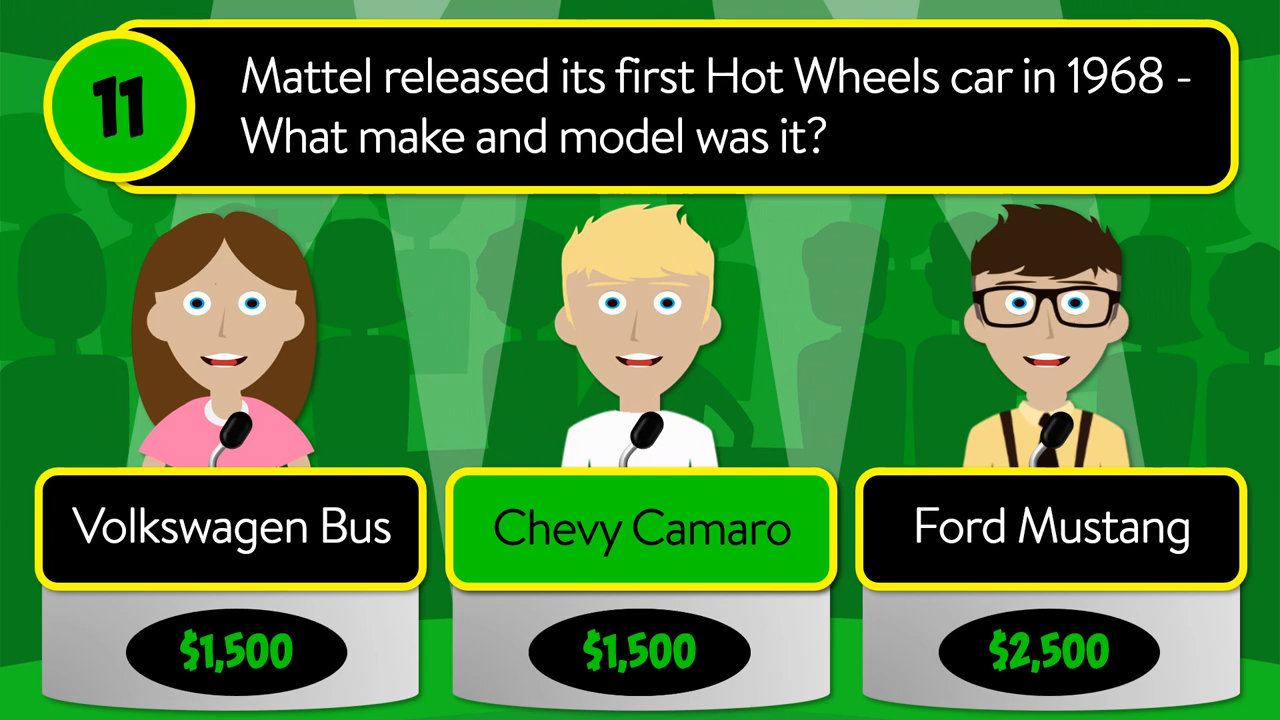 11
Mattel released its first Hot Wheels car in 1968 -
What make and model was it?
Volkswagen Bus
Chevy Camaro
Ford Mustang
$1,500
$1,500
$2,500